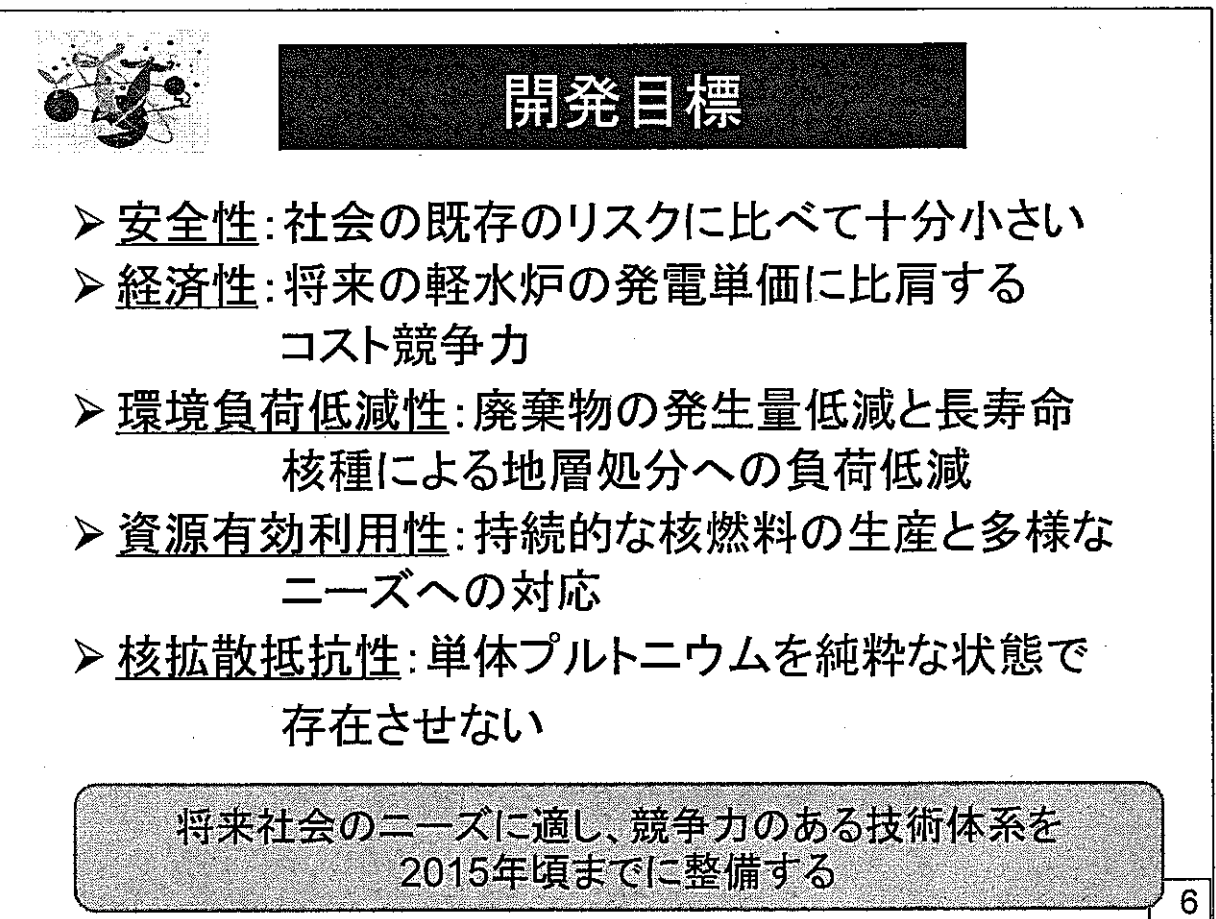 開発目標
➢ 安全性:社会の既存のリスクに比べて十分小さい
➢ 経済性:将来の軽水炉の発電単価に比肩する
コスト競争力
➢ 環境負荷低減性:廃棄物の発生量低減と長寿命
核種による地層処分への負荷低減
➢ 資源有効利用性:持続的な核燃料の生産と多様な
ニーズへの対応
➢ 核拡散抵抗性:単体プルトニウムを純粋な状態で
存在させない
将来社会のニーズに適し、競争力のある技術体系を
2015年頃までに整備する
6